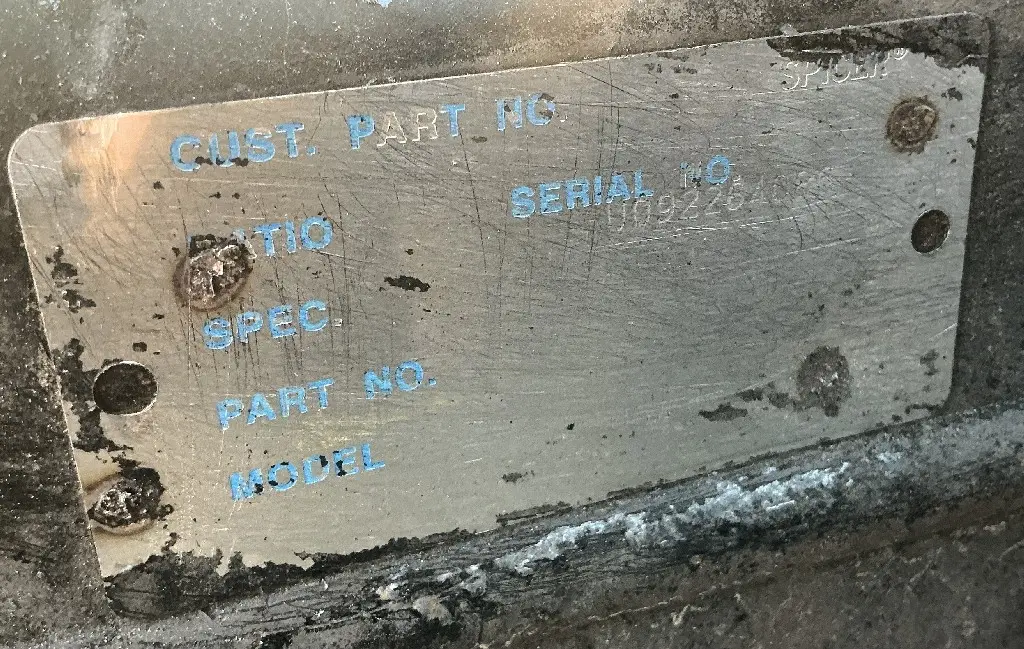 SPICER®
CUST. PART NO.
SERIAL NO
RATIO
SPEC.
PART NO.
MODEL